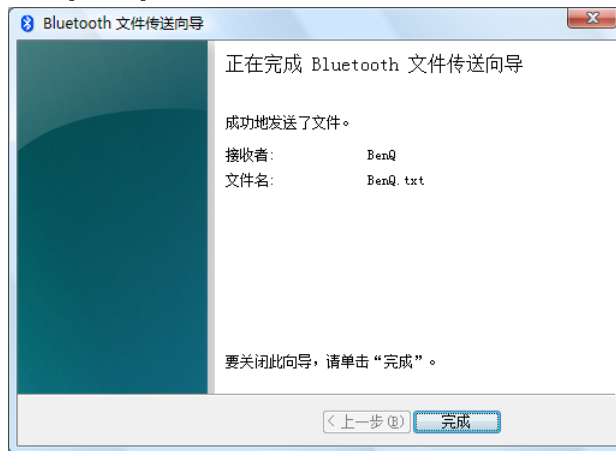 Bluetooth 文件传送向导
正在完成 Bluetooth 文件传送向导
成功地发送了文件。
接收者: BenQ
文件名: BenQ.txt
要关闭此向导，请单击“完成”。
< 上一步(B) 完成